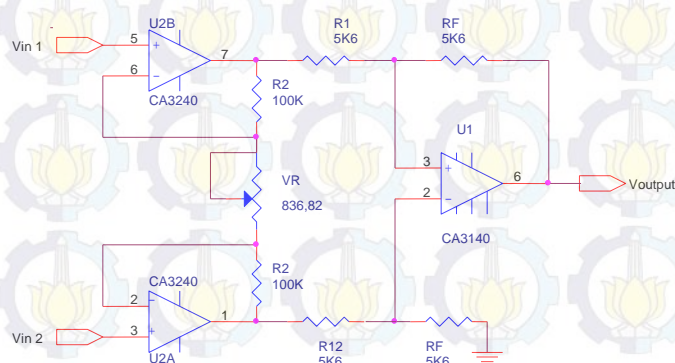 U2B
R1
5K6
RF
5K6
Vin 1
5
+
7
6
-
CA3240
R2
100K
U1
VR
836,82
3
+
6
2
-
Voutput
CA3140
CA3240
R2
100K
2
-
1
3
+
Vin 2
U2A
R12
5K6
RF
5K6